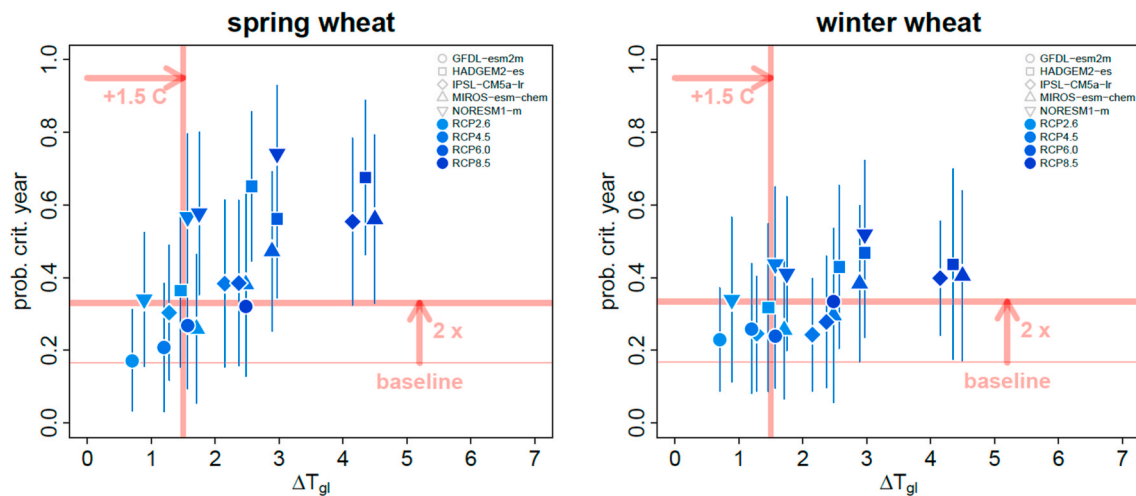 spring wheat
prob. crit. year
1.0
0.8
0.6
0.4
0.2
0.0
+1.5 C
GFDL-esm2m
HADGEM2-es
IPSL-CM5a-lr
MIROS-esm-chem
NORESM1-m
RCP2.6
RCP4.5
RCP6.0
RCP8.5
2 x
baseline
0 1 2 3 4 5 6 7
ΔTgl
winter wheat
prob. crit. year
1.0
0.8
0.6
0.4
0.2
0.0
+1.5 C
GFDL-esm2m
HADGEM2-es
IPSL-CM5a-lr
MIROS-esm-chem
NORESM1-m
RCP2.6
RCP4.5
RCP6.0
RCP8.5
2 x
baseline
0 1 2 3 4 5 6 7
ΔTgl